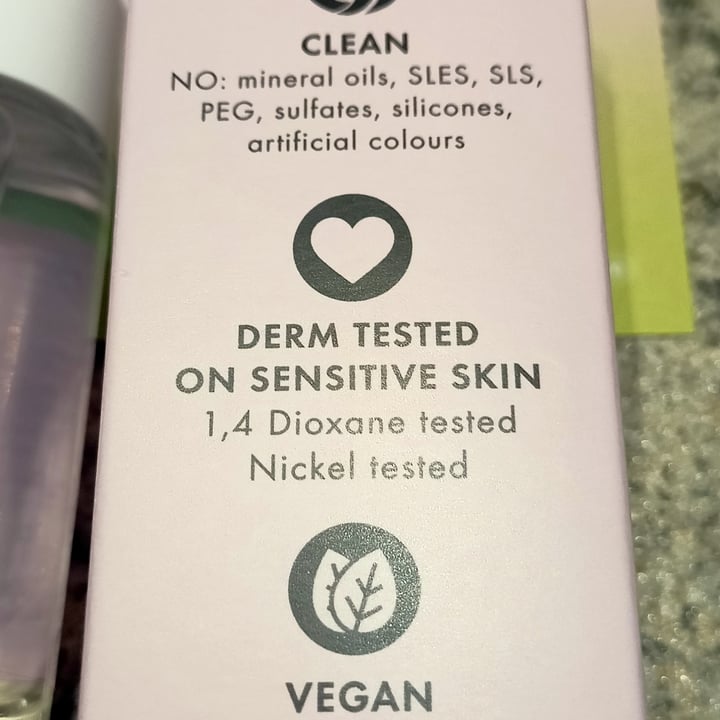 CLEAN
NO: mineral oils, SLES, SLS,
PEG, sulfates, silicones,
artificial colours
DERM TESTED
ON SENSITIVE SKIN
1,4 Dioxane tested
Nickel tested
VEGAN